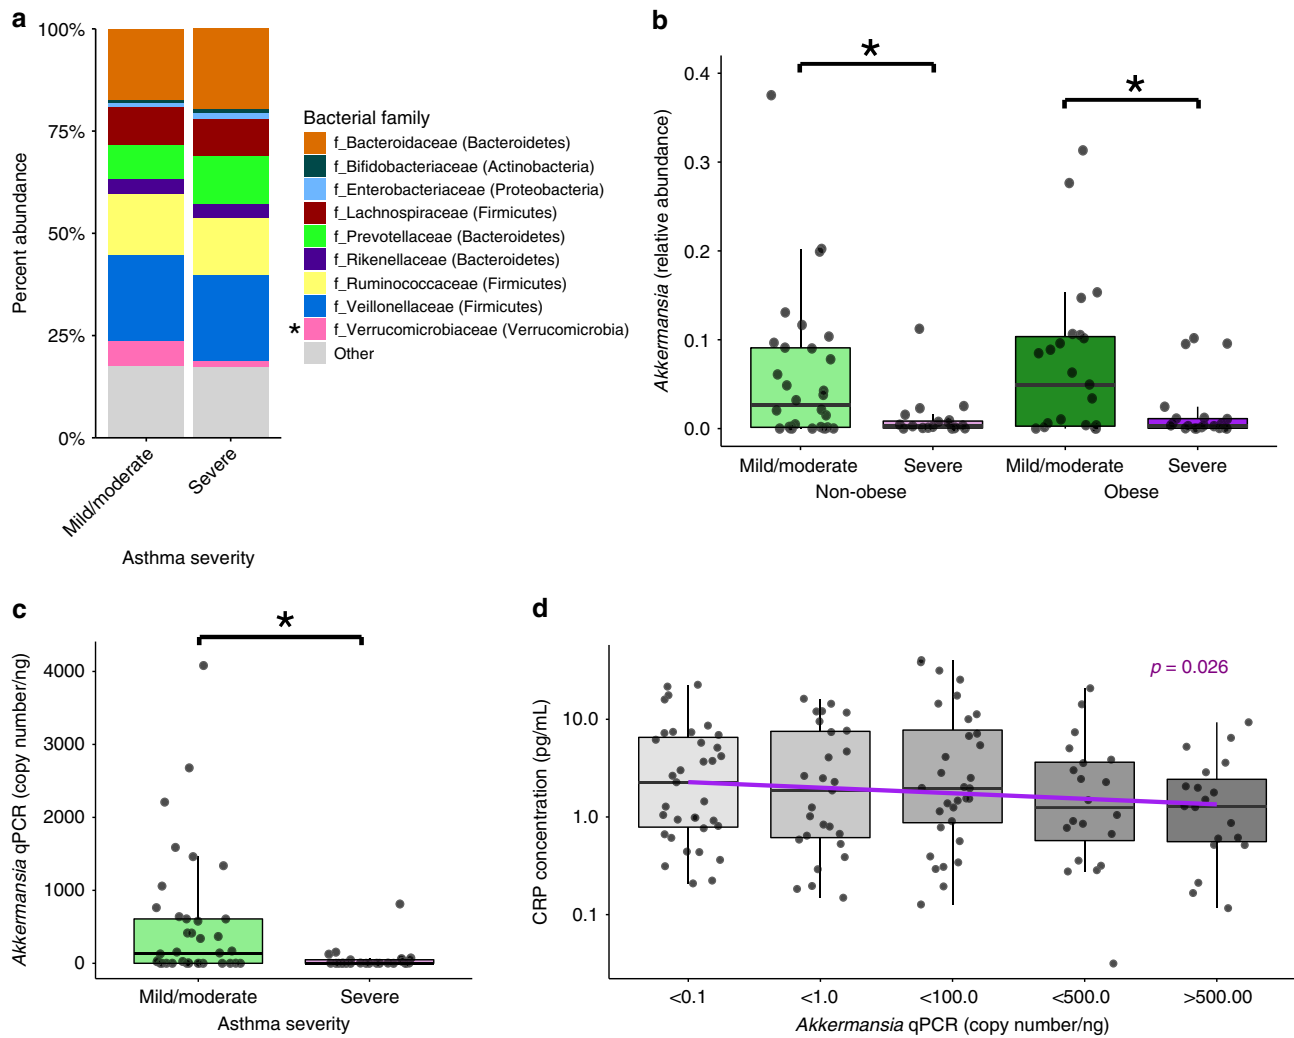 a
100%
75%
50%
25%
0%
Percent abundance
Mild/moderate
Severe
Asthma severity
Bacterial family
f_Bacteroidaceae (Bacteroidetes)
f_Bifidobacteriaceae (Actinobacteria)
f_Enterobacteriaceae (Proteobacteria)
f_Lachnospiraceae (Firmicutes)
f_Prevotellaceae (Bacteroidetes)
f_Rikenellaceae (Bacteroidetes)
f_Ruminococcaceae (Firmicutes)
f_Veillonellaceae (Firmicutes)
* f_Verrucomicrobiaceae (Verrucomicrobia)
Other
b
*
*
0.4
0.3
0.2
0.1
0.0
Akkermansia (relative abundance)
Mild/moderate Severe Mild/moderate Severe
Non-obese Obese
c
*
4000
3000
2000
1000
0
Akkermansia qPCR (copy number/ng)
Mild/moderate Severe
Asthma severity
d
p = 0.026
10.0
1.0
0.1
CRP concentration (pg/mL)
<0.1 <1.0 <100.0 <500.0 >500.00
Akkermansia qPCR (copy number/ng)